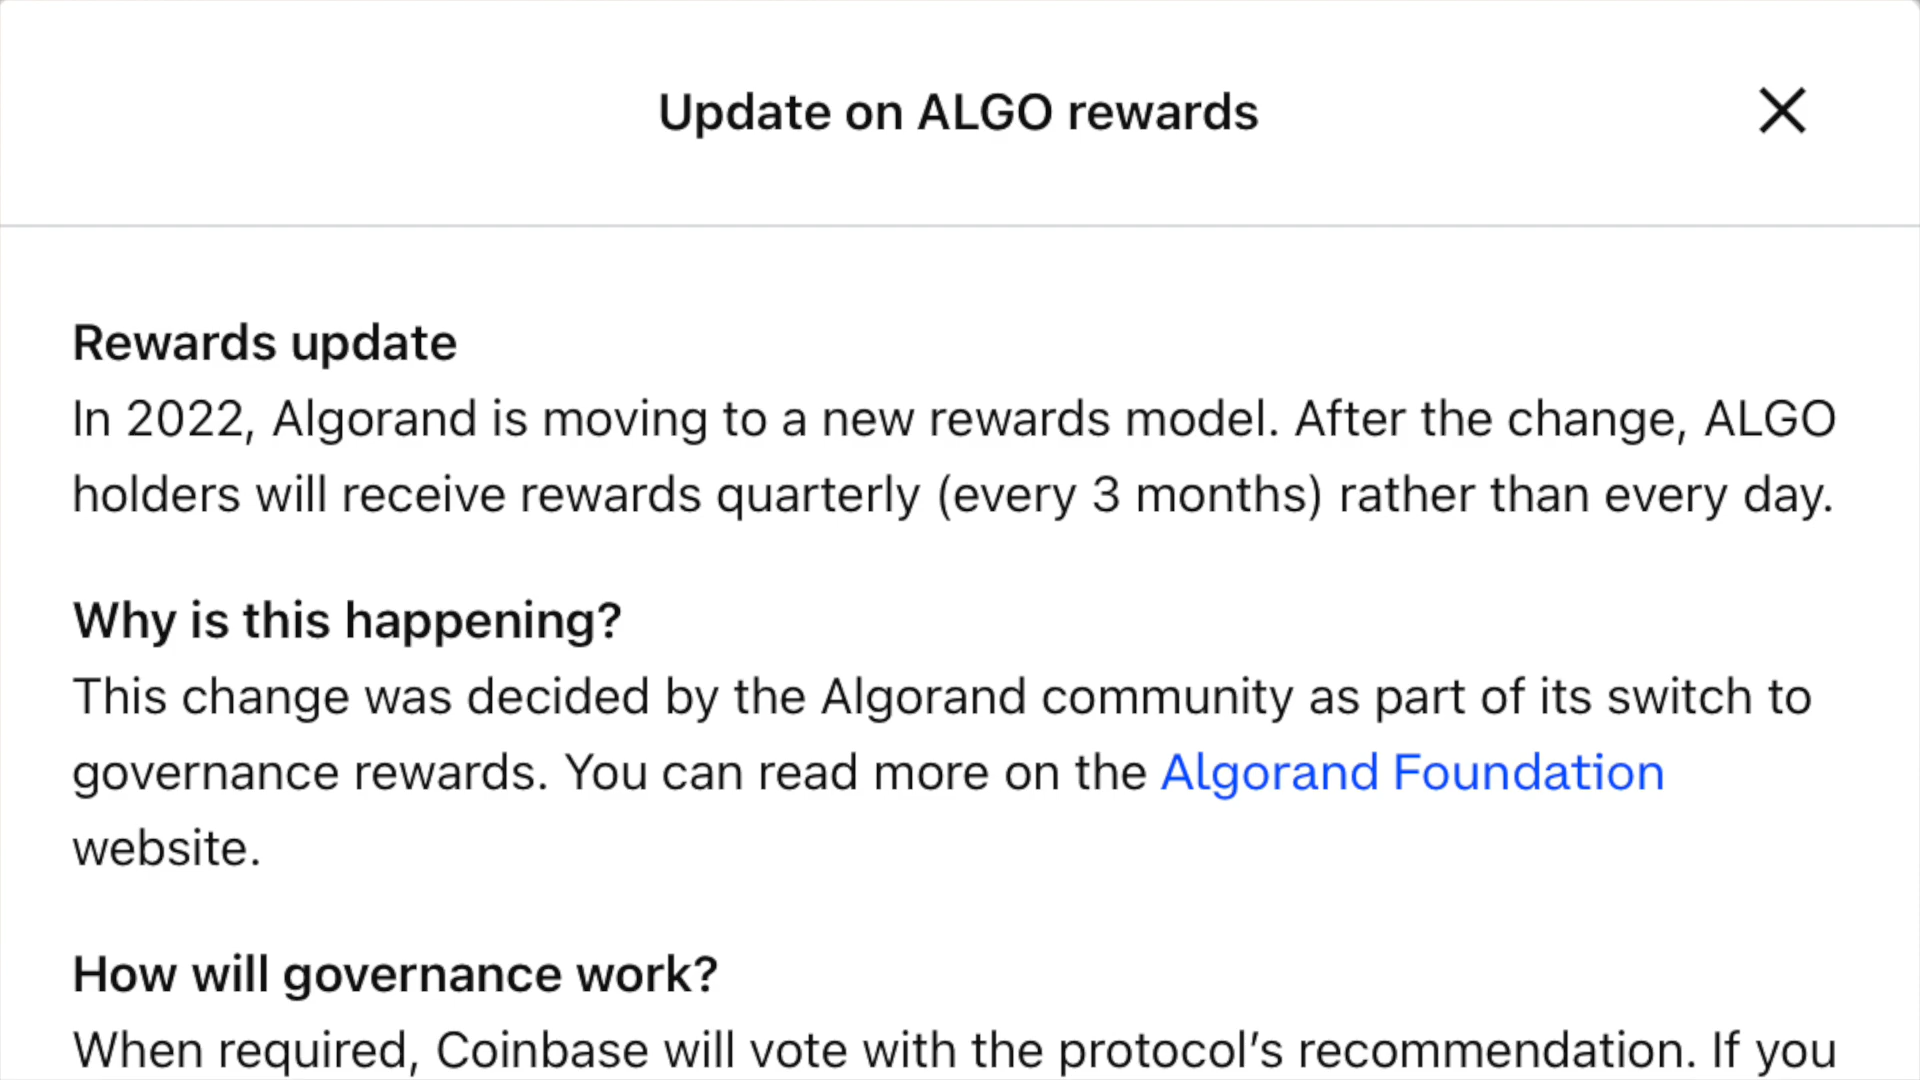 Update on ALGO rewards
Rewards update
In 2022, Algorand is moving to a new rewards model. After the change, ALGO
holders will receive rewards quarterly (every 3 months) rather than every day.
Why is this happening?
This change was decided by the Algorand community as part of its switch to
governance rewards. You can read more on the Algorand Foundation
website.
How will governance work?
When required, Coinbase will vote with the protocol’s recommendation. If you